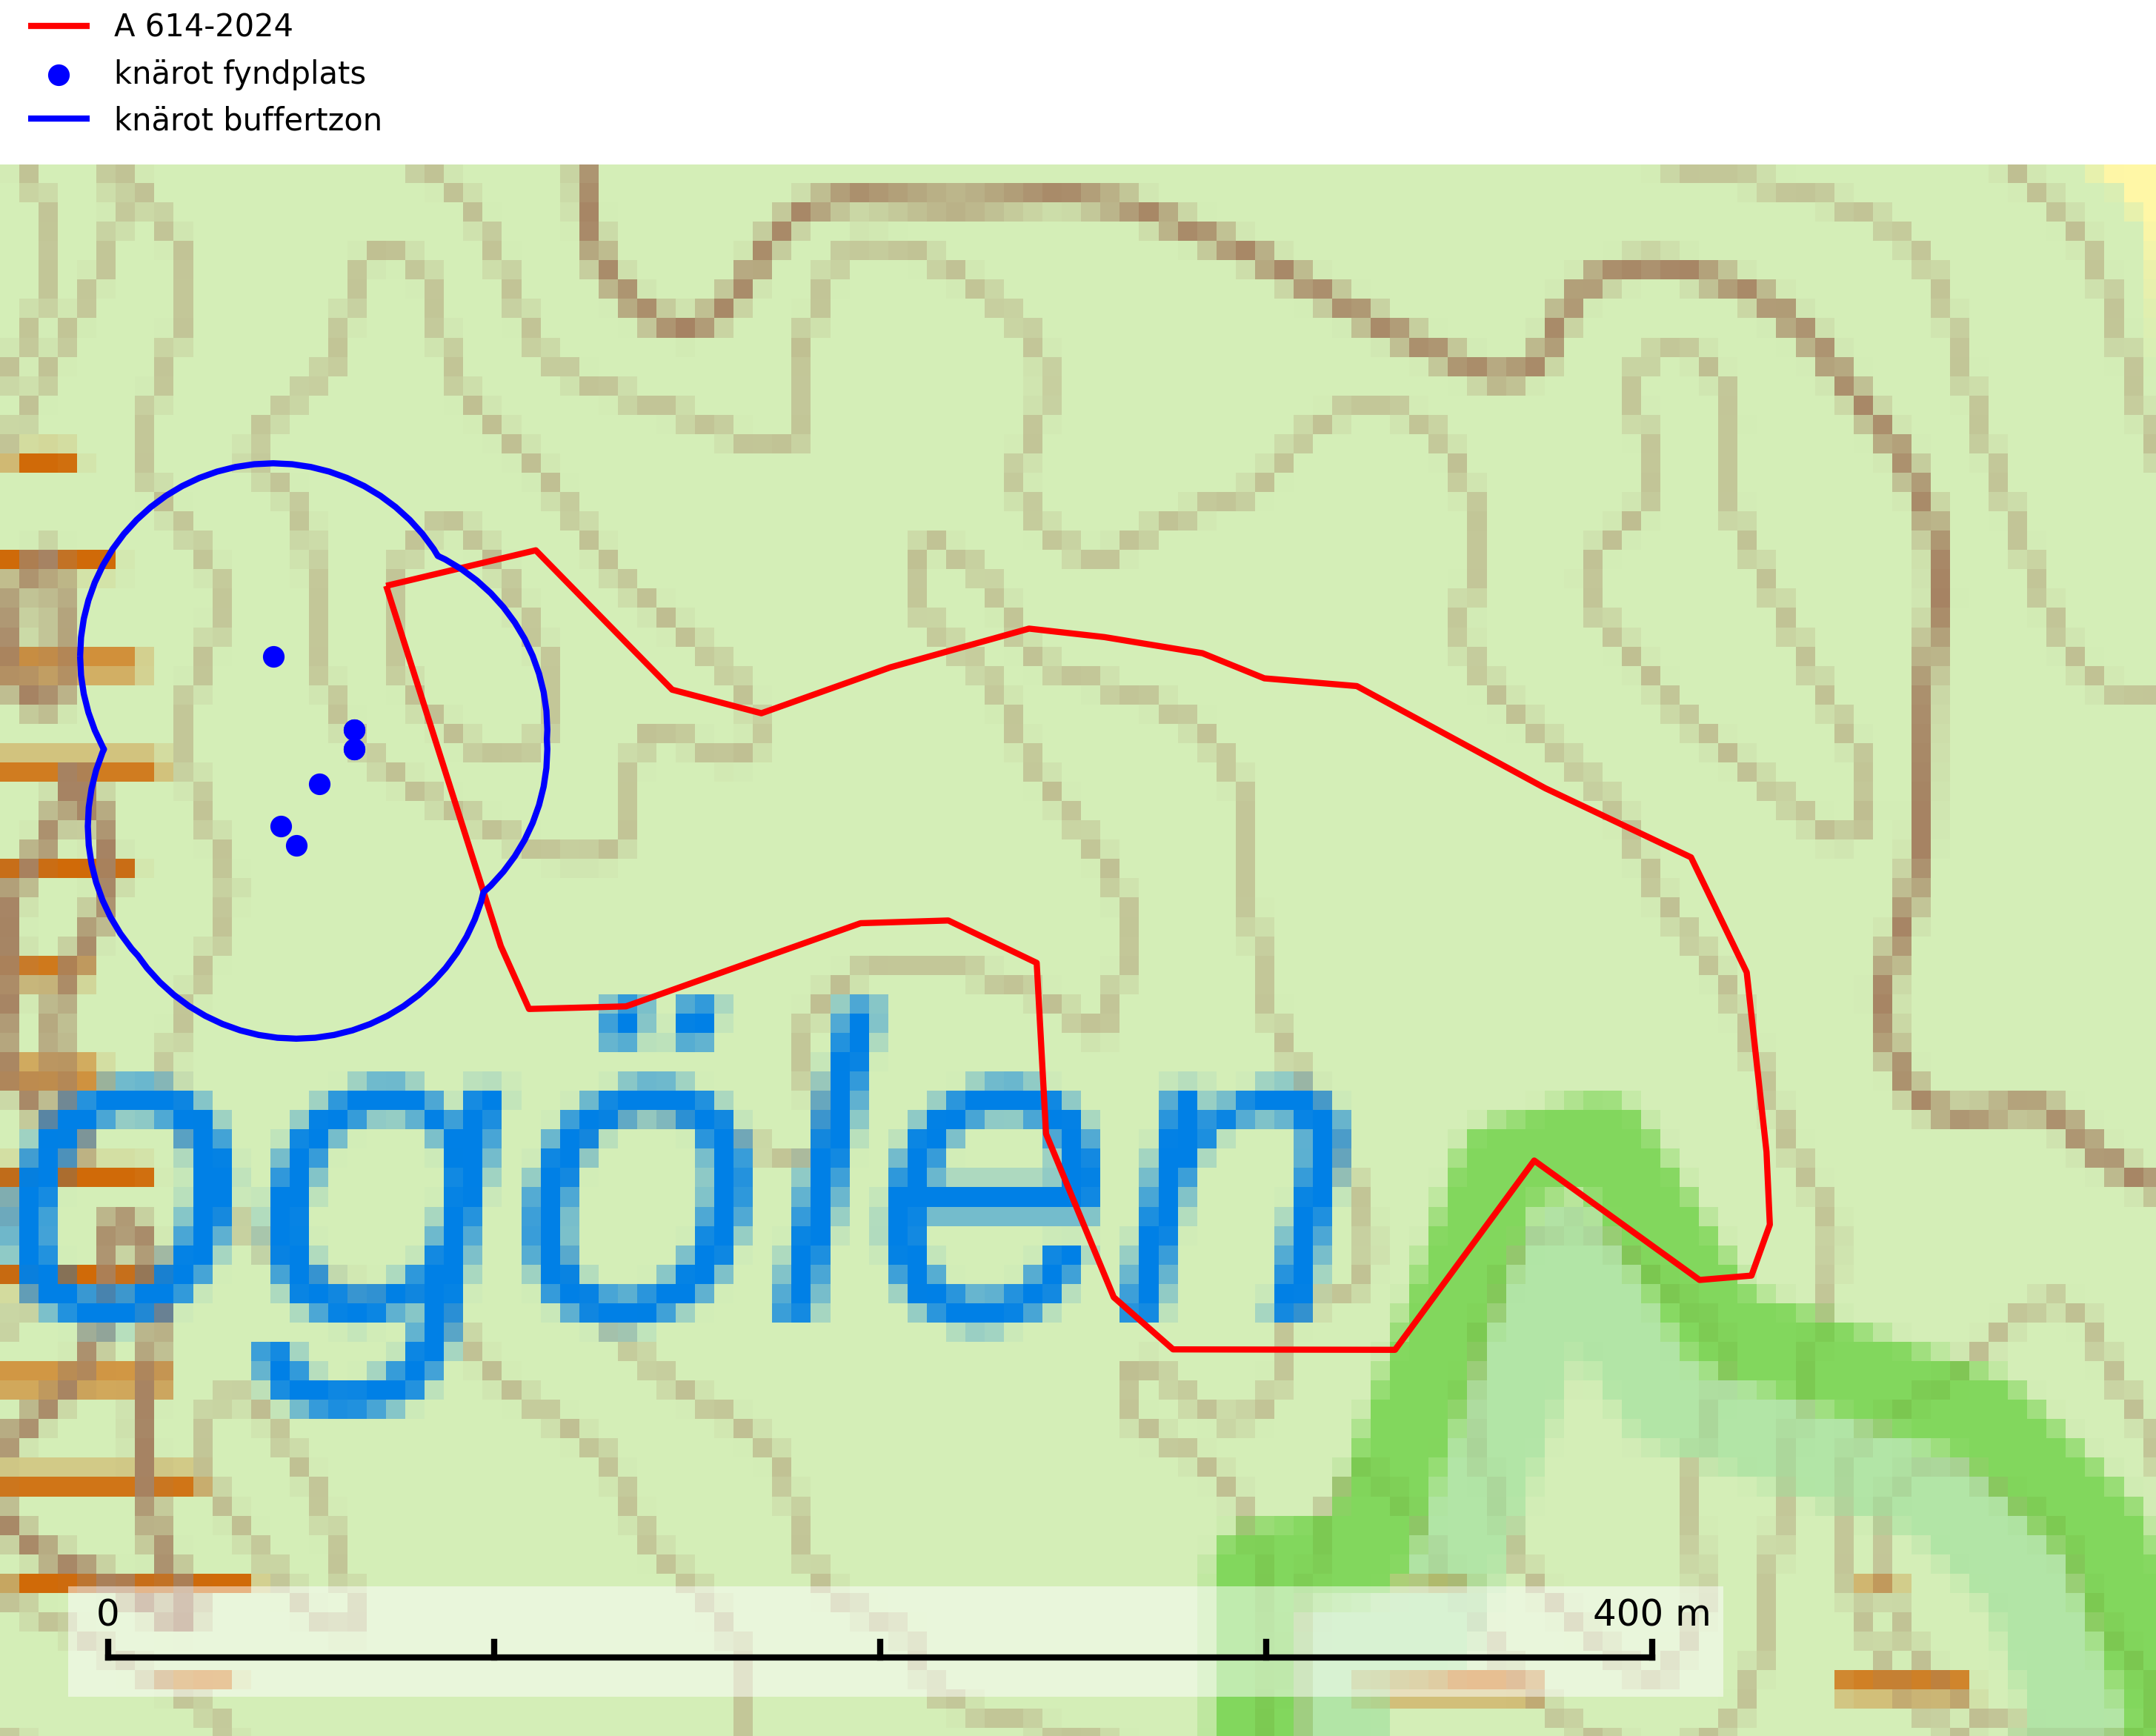 A 614-2024
knärot fyndplats
knärot buffertzon
ogölen
0 400 m